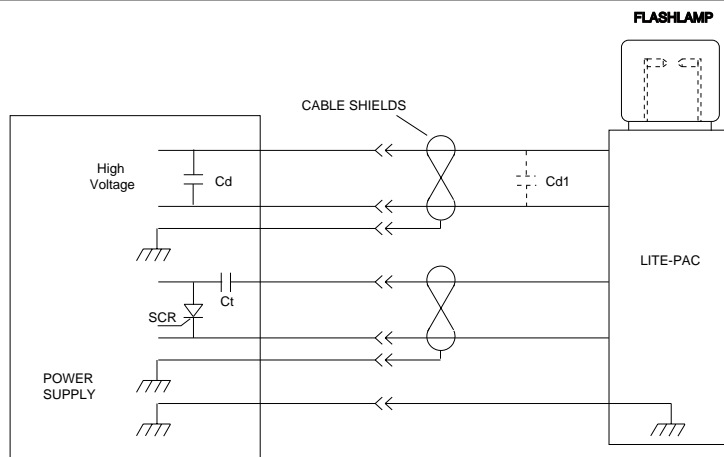 FLASHLAMP
CABLE SHIELDS
High
Voltage
Cd
Cd1
LITE-PAC
Ct
SCR
POWER
SUPPLY